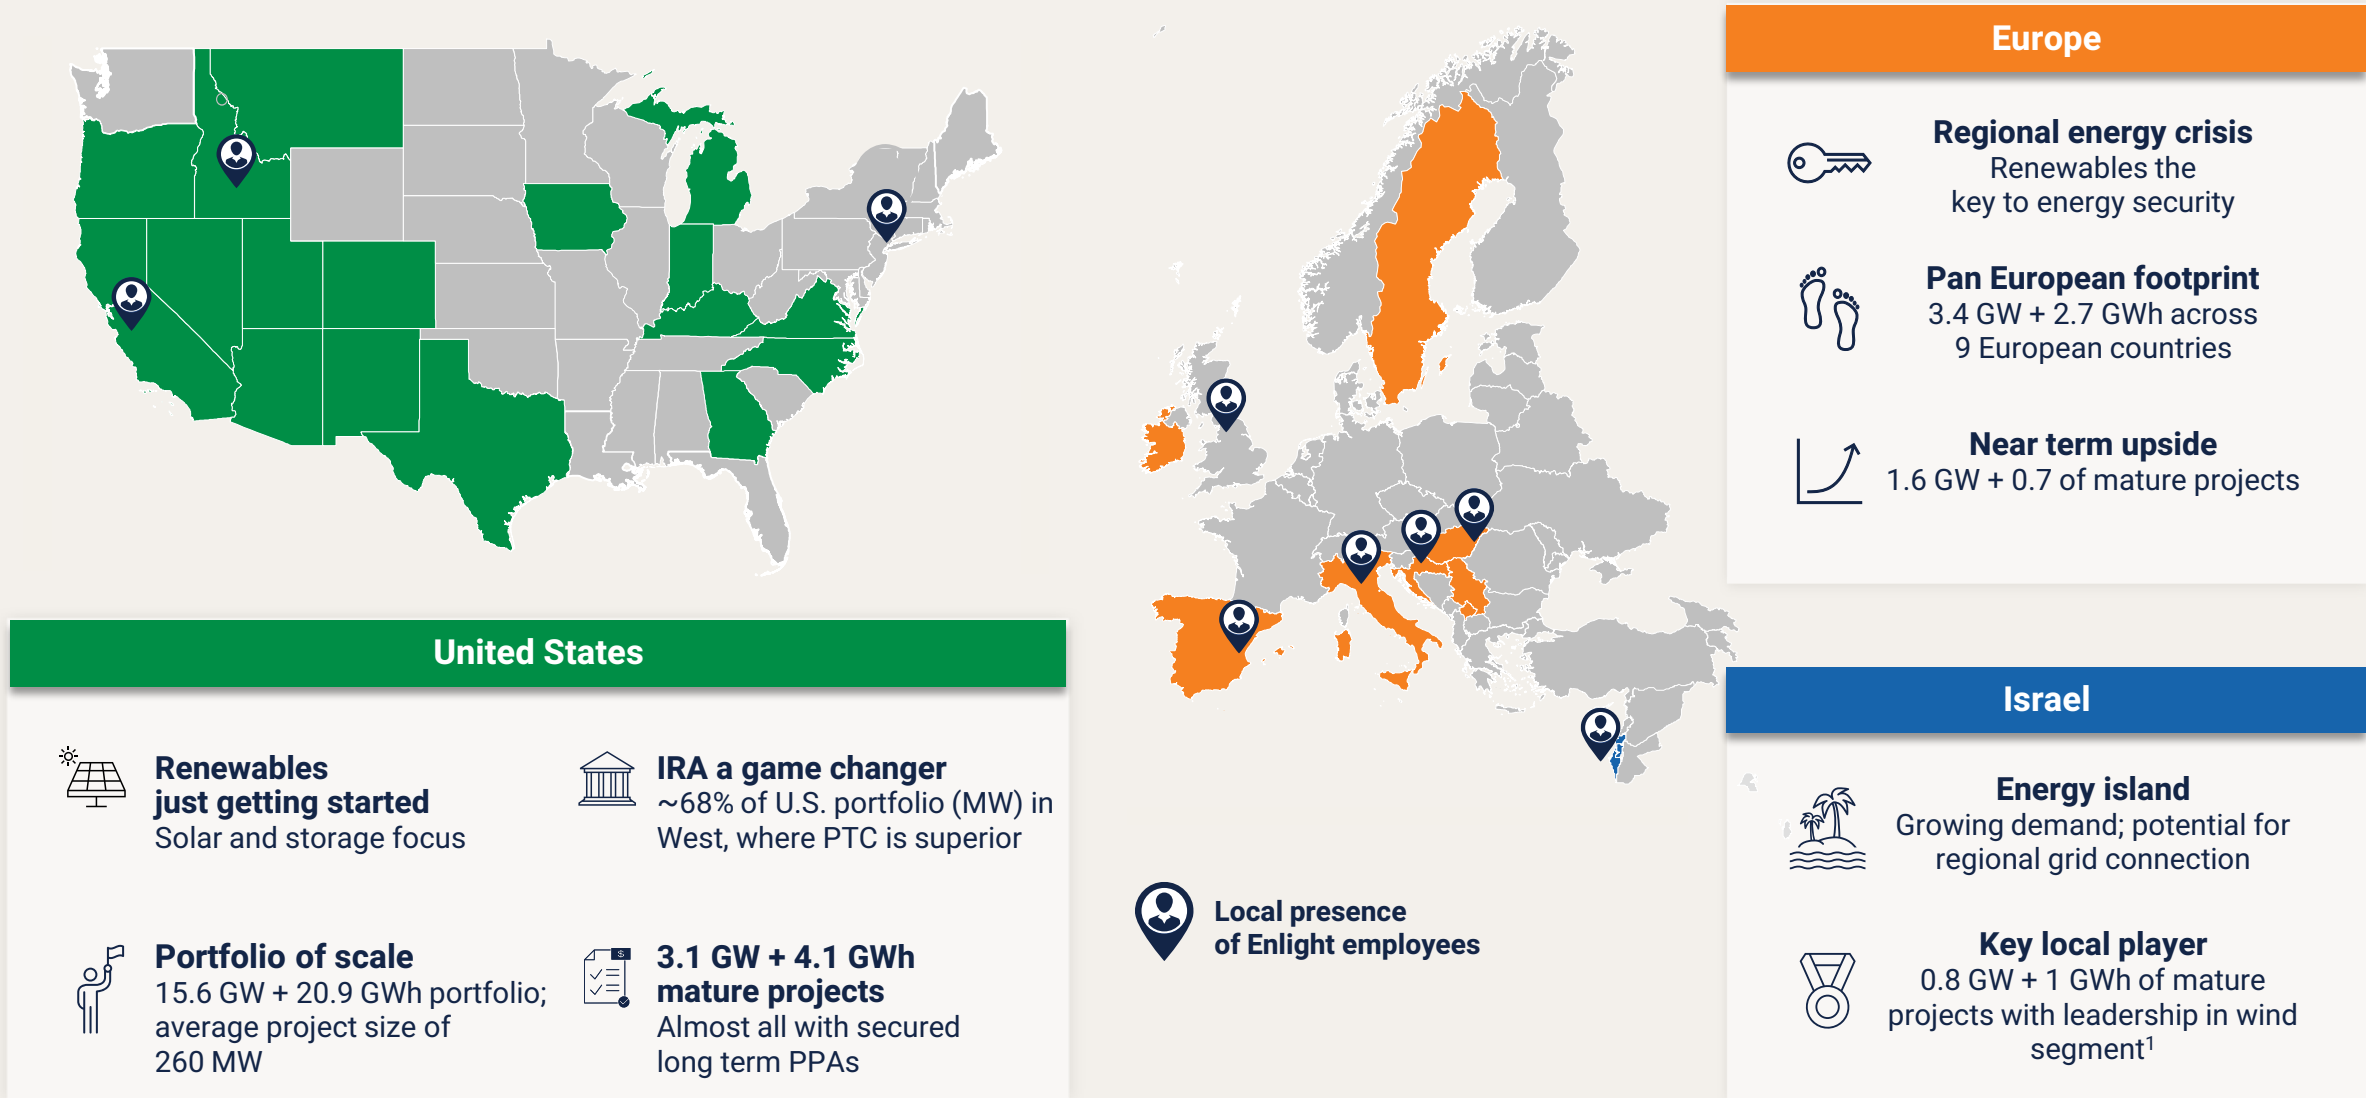 Europe
Regional energy crisis
Renewables the
key to energy security
Pan European footprint
3.4 GW + 2.7 GWh across
9 European countries
Near term upside
1.6 GW + 0.7 of mature projects
United States
Renewables
just getting started
Solar and storage focus
IRA a game changer
~68% of U.S. portfolio (MW) in
West, where PTC is superior
Portfolio of scale
15.6 GW + 20.9 GWh portfolio;
average project size of
260 MW
$
3.1 GW + 4.1 GWh
mature projects
Almost all with secured
long term PPAs
Local presence
of Enlight employees
Israel
Energy island
Growing demand; potential for
regional grid connection
Key local player
0.8 GW + 1 GWh of mature
projects with leadership in wind
segment1